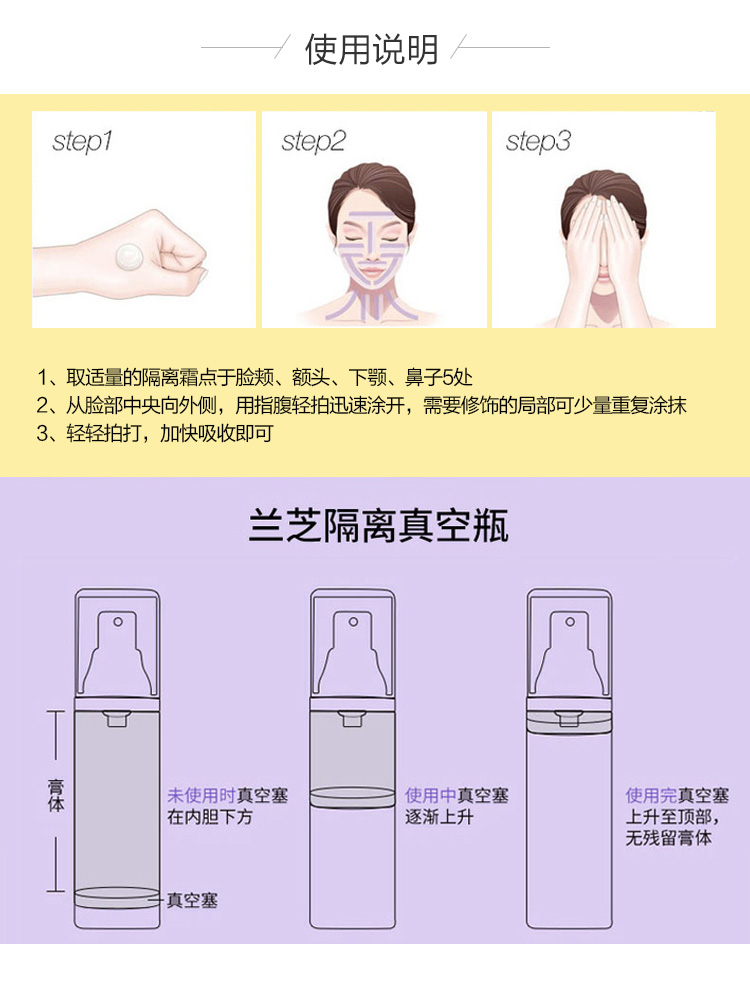 使用说明
step1
step2
step3
1、取适量的隔离霜点于脸颊、额头、下颚、鼻子5处
2、从脸部中央向外侧，用指腹轻拍迅速涂开，需要修饰的局部可少量重复涂抹
3、轻轻拍打，加快吸收即可
兰芝隔离真空瓶
膏体
未使用时真空塞
在内胆下方
真空塞
使用中真空塞
逐渐上升
使用完真空塞
上升至顶部，
无残留膏体